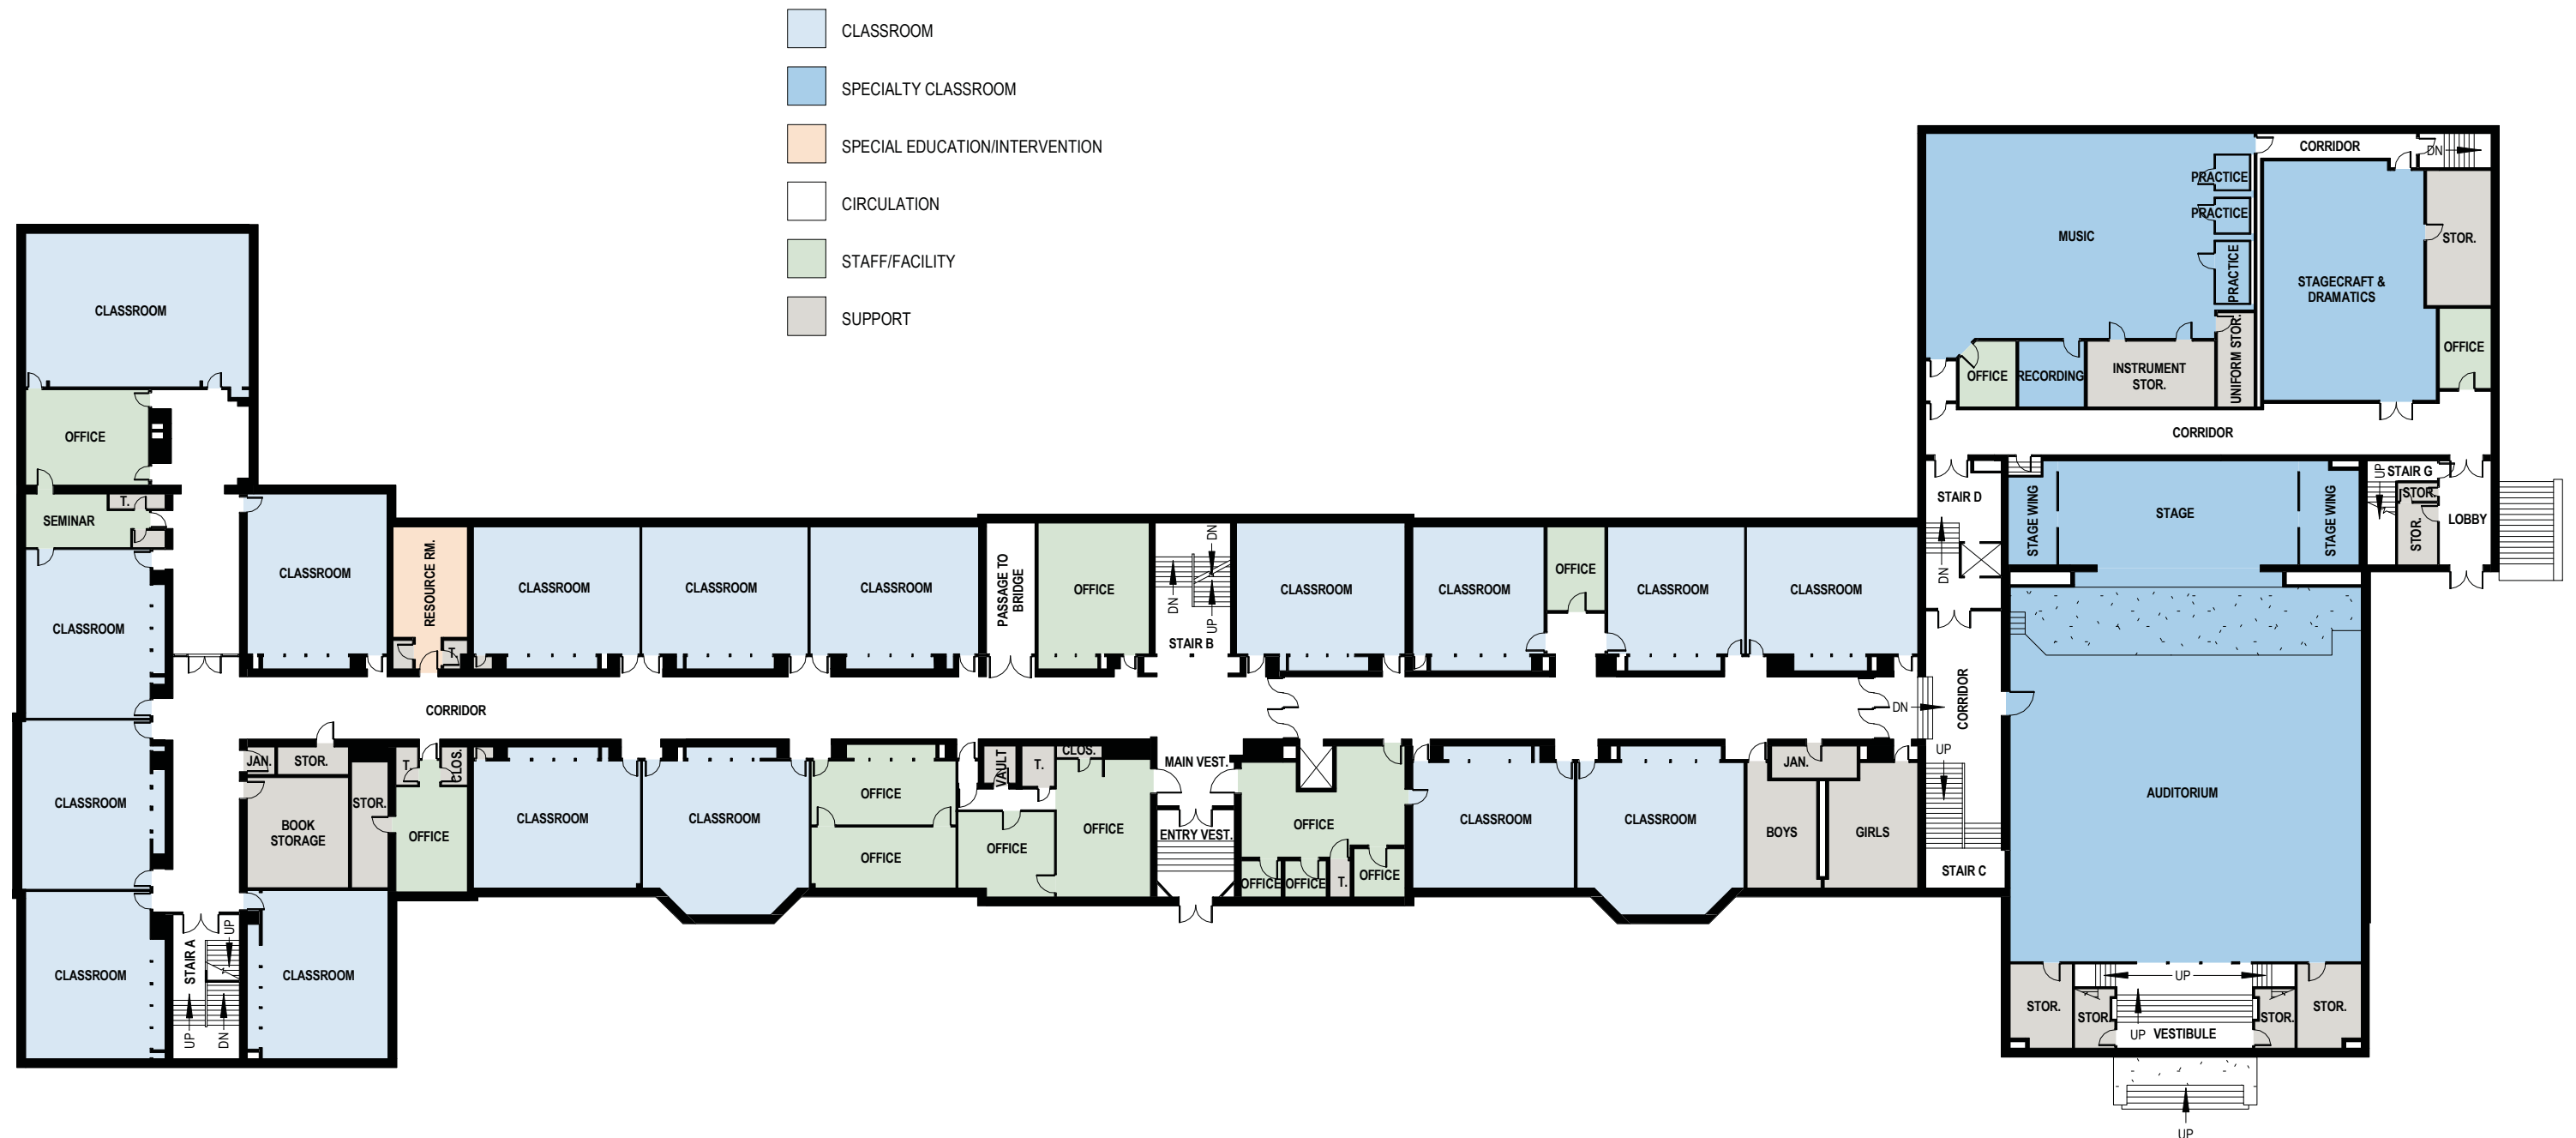 CLASSROOM
SPECIALTY CLASSROOM
SPECIAL EDUCATION/INTERVENTION
CIRCULATION
STAFF/FACILITY
SUPPORT
CLASSROOM
OFFICE
T.
SEMINAR
CLASSROOM
CLASSROOM
CLASSROOM
CLASSROOM
RESOURCE RM.
T.
CLASSROOM
CLASSROOM
CLASSROOM
PASSAGE TO
BRIDGE
OFFICE
DN
DN
UP
STAIR B
CLASSROOM
CLASSROOM
OFFICE
CLASSROOM
CLASSROOM
CORRIDOR
JAN.
STOR.
BOOK
STORAGE
STOR.
T.
CLOS.
OFFICE
CLASSROOM
CLASSROOM
OFFICE
OFFICE
VAULT
T.
CLOS.
OFFICE
OFFICE
MAIN VEST.
ENTRY VEST.
OFFICE
OFFICE
OFFICE
T.
OFFICE
CLASSROOM
CLASSROOM
JAN.
BOYS
GIRLS
DN
CORRIDOR
UP
STAIR C
STAIR A
UP
UP
DN
CLASSROOM
MUSIC
PRACTICE
PRACTICE
PRACTICE
CORRIDOR
DN
STAGECRAFT &
DRAMATICS
STOR.
OFFICE
OFFICE
RECORDING
INSTRUMENT
STOR.
UNIFORM STOR.
CORRIDOR
STAIR D
DN
STAGE WING
STAGE
STAGE WING
STAIR G
UP
STOR.
STOR.
LOBBY
AUDITORIUM
STOR.
STOR.
UP
UP
VESTIBULE
STOR.
STOR.
UP